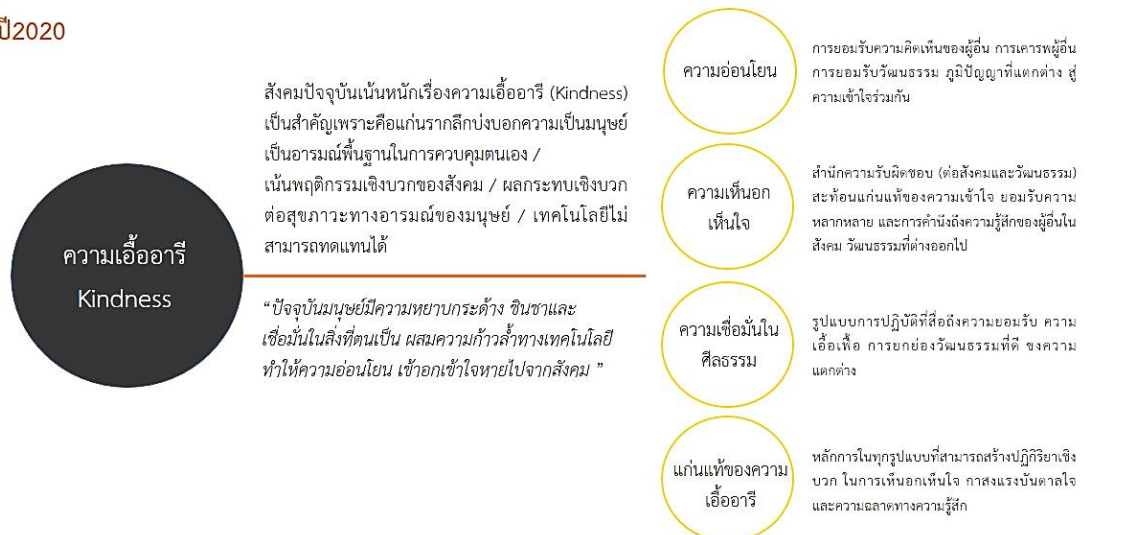 ปี2020
สังคมปัจจุบันเน้นหนักเรื่องความเอื้ออารี (Kindness)
เป็นสำคัญเพราะคือแก่นรากลึกบ่งบอกความเป็นมนุษย์
เป็นอารมณ์พื้นฐานในการควบคุมตนเอง /
เน้นพฤติกรรมเชิงบวกของสังคม / ผลกระทบเชิงบวก
ต่อสุขภาวะทางอารมณ์ของมนุษย์ / เทคโนโลยีไม่
สามารถทดแทนได้
ความเอื้ออารี
Kindness
“ปัจจุบันมนุษย์มีความหยาบกระด้าง ชินชาและ
เชื่อมั่นในสิ่งที่ตนเป็น ผสมความก้าวล้ำทางเทคโนโลยี
ทำให้ความอ่อนโยน เข้าอกเข้าใจหายไปจากสังคม ”
ความอ่อนโยน
การยอมรับความคิดเห็นของผู้อื่น การเคารพผู้อื่น
การยอมรับวัฒนธรรม ภูมิปัญญาที่แตกต่าง สู่
ความเข้าใจร่วมกัน
ความเห็นอก
เห็นใจ
สำนึกความรับผิดชอบ (ต่อสังคมและวัฒนธรรม)
สะท้อนแก่นแท้ของความเข้าใจ ยอมรับความ
หลากหลาย และการคำนึงถึงความรู้สึกของผู้อื่นใน
สังคม วัฒนธรรมที่ต่างออกไป
ความเชื่อมั่นใน
ศีลธรรม
รูปแบบการปฏิบัติที่สื่อถึงความยอมรับ ความ
เอื้อเฟื้อ การยกย่องวัฒนธรรมที่ดี ของความ
แตกต่าง
แก่นแท้ของความ
เอื้ออารี
หลักการในทุกรูปแบบที่สามารถสร้างปฏิกิริยาเชิง
บวก ในการเห็นอกเห็นใจ กาสงแรงบันดาลใจ
และความฉลาดทางความรู้สึก